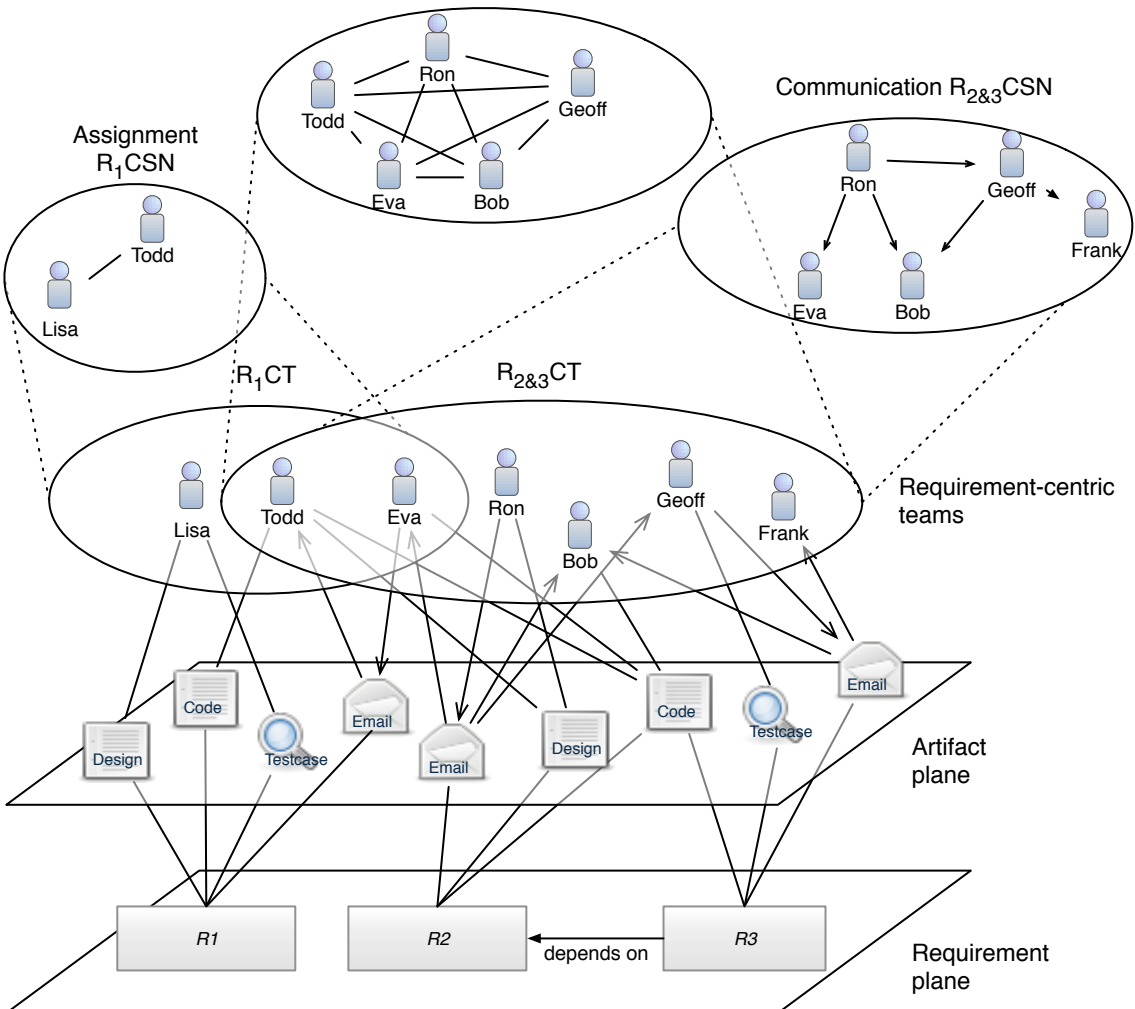 Ron
Todd
Geoff
Eva
Bob
Communication R2&3CSN
Ron
Geoff
Frank
Eva
Bob
Assignment
R1CSN
Todd
Lisa
R1CT
R2&3CT
Lisa
Todd
Eva
Ron
Bob
Geoff
Frank
Requirement-centric
teams
Design
Code
Testcase
Email
Email
Design
Code
Testcase
Email
Artifact
plane
R1
R2
depends on
R3
Requirement
plane